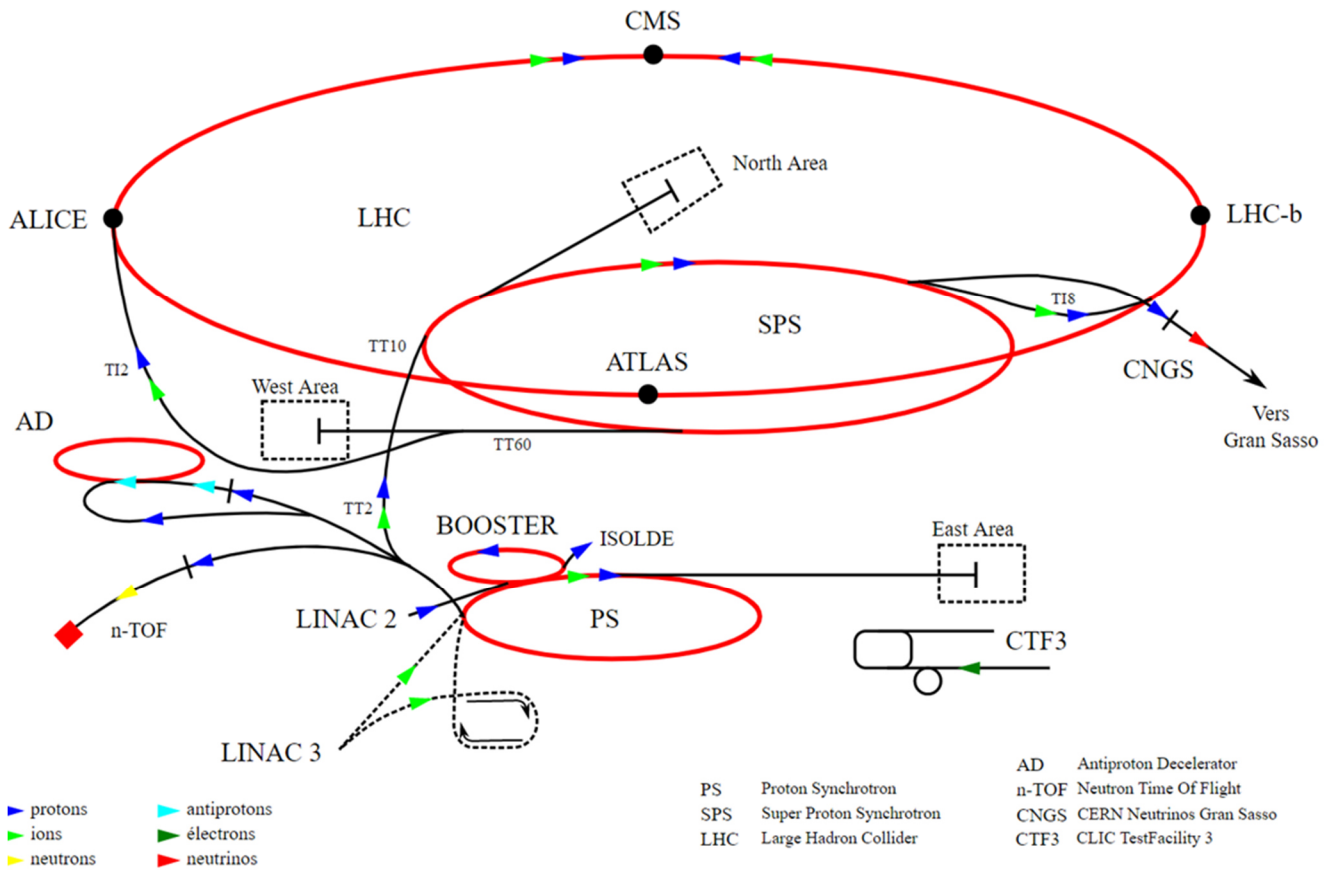 CMS
North Area
ALICE
LHC
LHC-b
TI8
SPS
TT10
ATLAS
TI2
West Area
CNGS
AD
TT60
Vers
Gran Sasso
TT2
BOOSTER
ISOLDE
East Area
LINAC 2
PS
n-TOF
CTF3
LINAC 3
protons
ions
neutrons
antiprotons
électrons
neutrinos
PS Proton Synchrotron
SPS Super Proton Synchrotron
LHC Large Hadron Collider
AD Antiproton Decelerator
n-TOF Neutron Time Of Flight
CNGS CERN Neutrinos Gran Sasso
CTF3 CLIC TestFacility 3